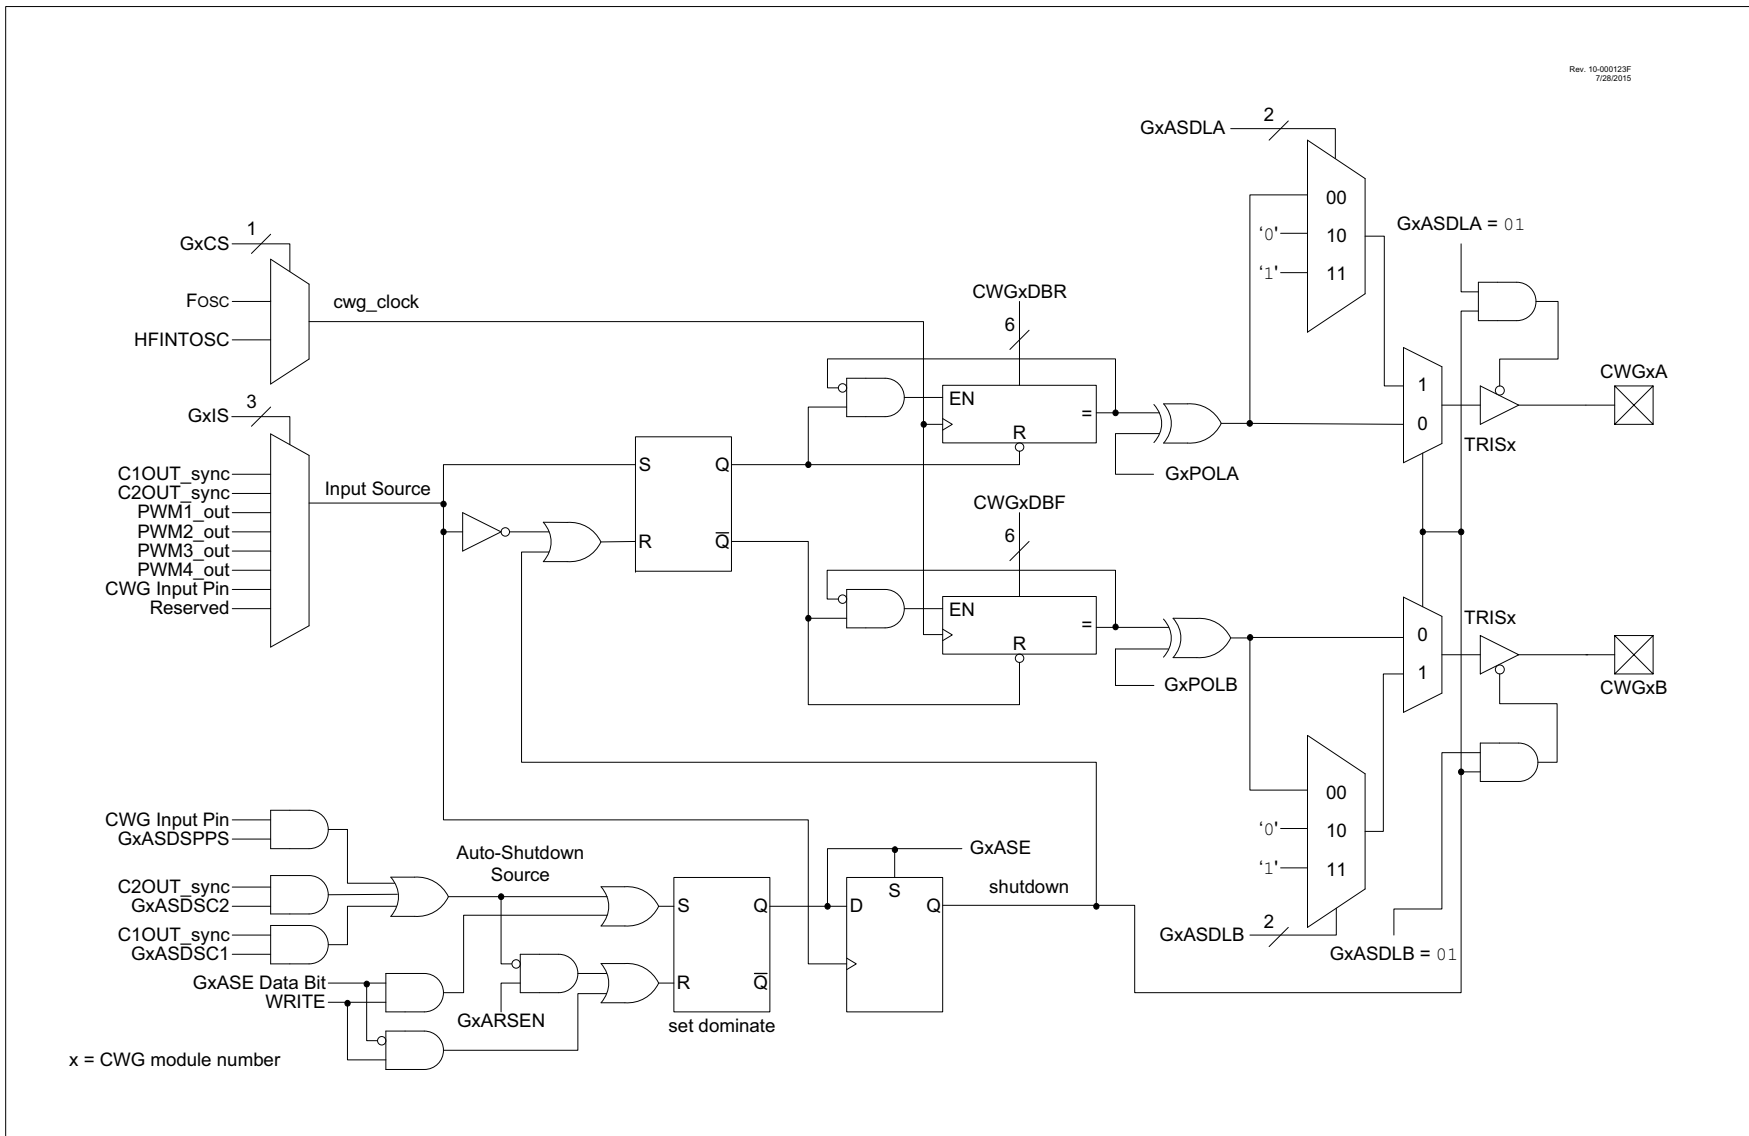 Rev. 10-000123F
7/28/2015
GxASDLA
2
00
'0'
10
'1'
11
GxASDLA = 01
GxCS
1
FOSC
HFINTOSC
cwg_clock
GxIS
3
C1OUT_sync
C2OUT_sync
PWM1_out
PWM2_out
PWM3_out
PWM4_out
CWG Input Pin
Reserved
Input Source
S
Q
R
Q
CWGxDBR
6
EN
=
R
GxPOLA
CWGxDBF
6
EN
=
R
GxPOLB
1
0
TRISx
CWGxA
0
1
TRISx
CWGxB
00
'0'
10
'1'
11
GxASDLB
2
GxASDLB = 01
CWG Input Pin
GxASDSPPS
C2OUT_sync
GxASDSC2
C1OUT_sync
GxASDSC1
Auto-Shutdown
Source
GxASE Data Bit
WRITE
GxARSEN
S
Q
R
Q
set dominate
GxASE
S
D
Q
shutdown
x = CWG module number